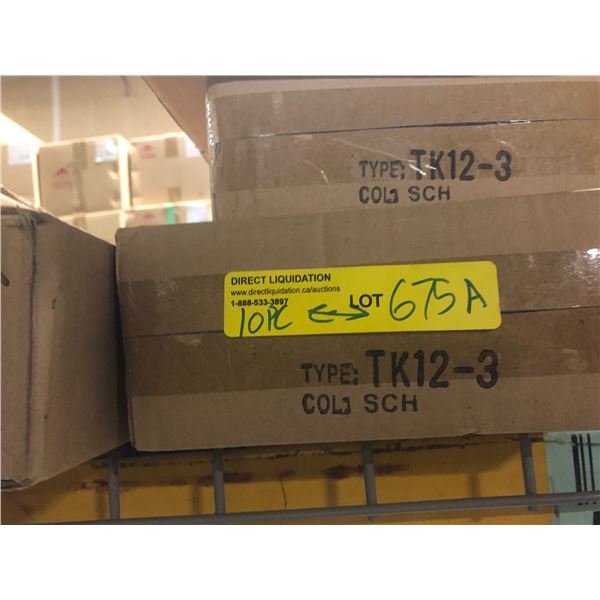 TYPE: TK12-3
COL: SCH
DIRECT LIQUIDATION
www.directliquidation.ca/auctions
1-888-533-3897
LOT 675A
10PC
TYPE: TK12-3
COL: SCH